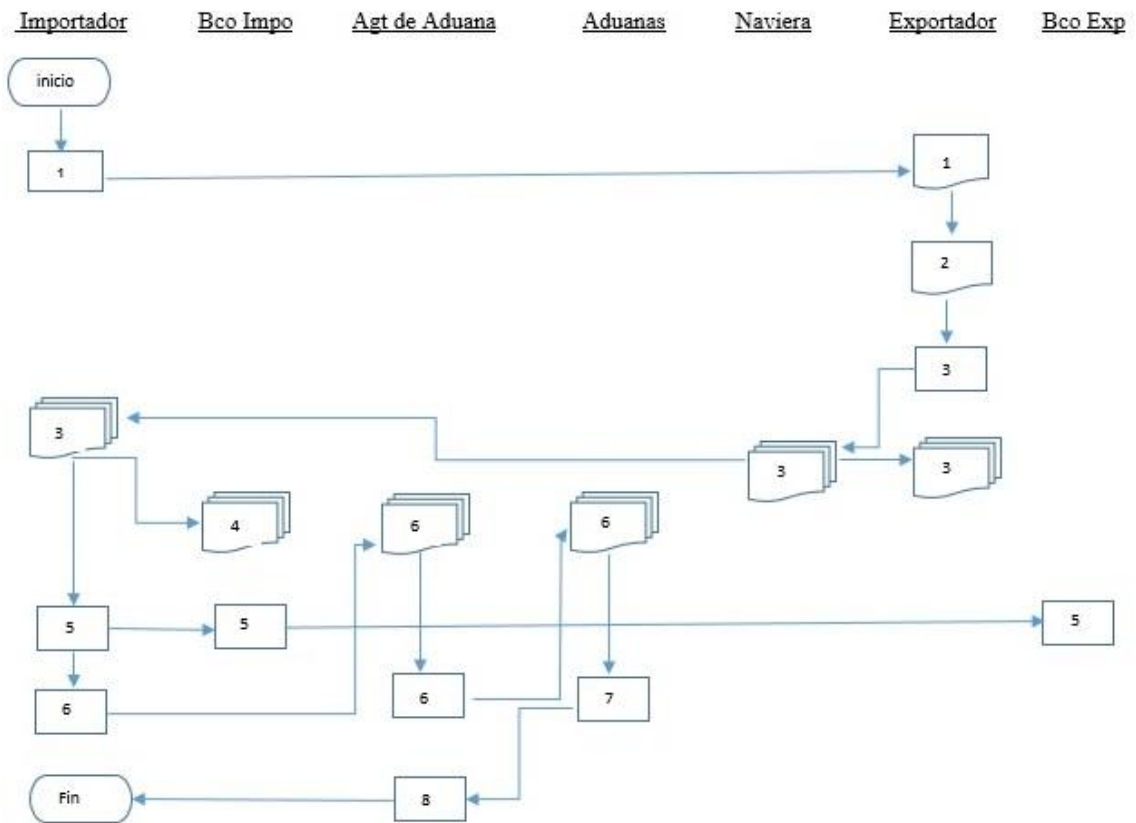 Importador Bco Impo Agt de Aduana Aduanas Naviera Exportador Bco Exp
inicio
1 1
2
3
3 3 3
4 6 6
5 5 5
6 6 7
Fin 8